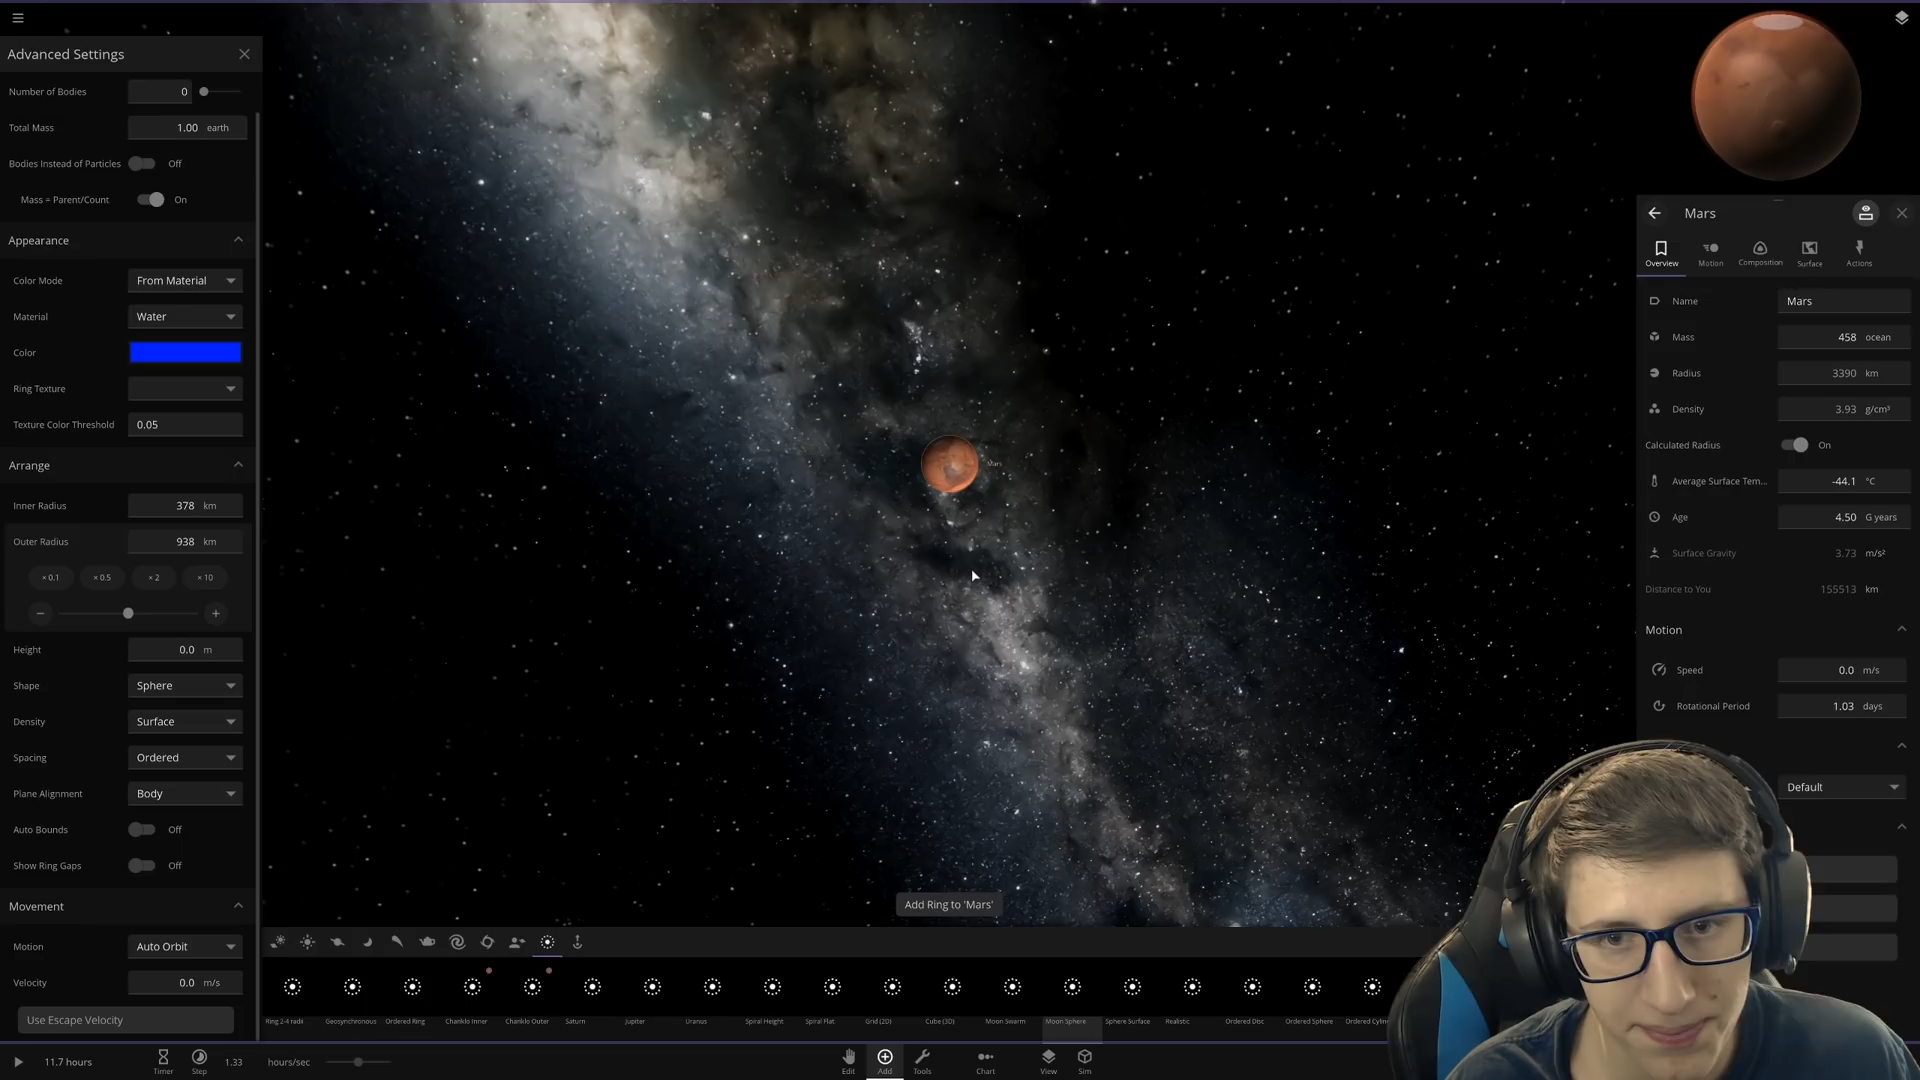 Advanced Settings
Number of Bodies 0
Total Mass 1.00 earth
Bodies Instead of Particles Off
Mass = Parent/Count On
Appearance
Color Mode From Material
Material Water
Color
Ring Texture
Texture Color Threshold 0.05
Arrange
Inner Radius 378 km
Outer Radius 938 km
× 0.1 × 0.5 × 2 × 10
Height 0.0 m
Shape Sphere
Density Surface
Spacing Ordered
Plane Alignment Body
Auto Bounds Off
Show Ring Gaps Off
Movement
Motion Auto Orbit
Velocity 0.0 m/s
Use Escape Velocity
Mars
Add Ring to 'Mars'
Ring 2-4 radii Geosynchronous Ordered Ring Chariklo Inner Chariklo Outer Saturn Jupiter Uranus Spiral Height Spiral Flat Grid (2D) Cube (3D) Moon Swarm Moon Sphere Sphere Surface Realistic Ordered Disc Ordered Sphere Ordered Cylin
11.7 hours Timer Step 1.33 hours/sec Edit Add Tools Chart View Sim
Mars
Overview Motion Composition Surface Actions
Name Mars
Mass 458 ocean
Radius 3390 km
Density 3.93 g/cm³
Calculated Radius On
Average Surface Tem... -44.1 °C
Age 4.50 G years
Surface Gravity 3.73 m/s²
Distance to You 155513 km
Motion
Speed 0.0 m/s
Rotational Period 1.03 days
Default